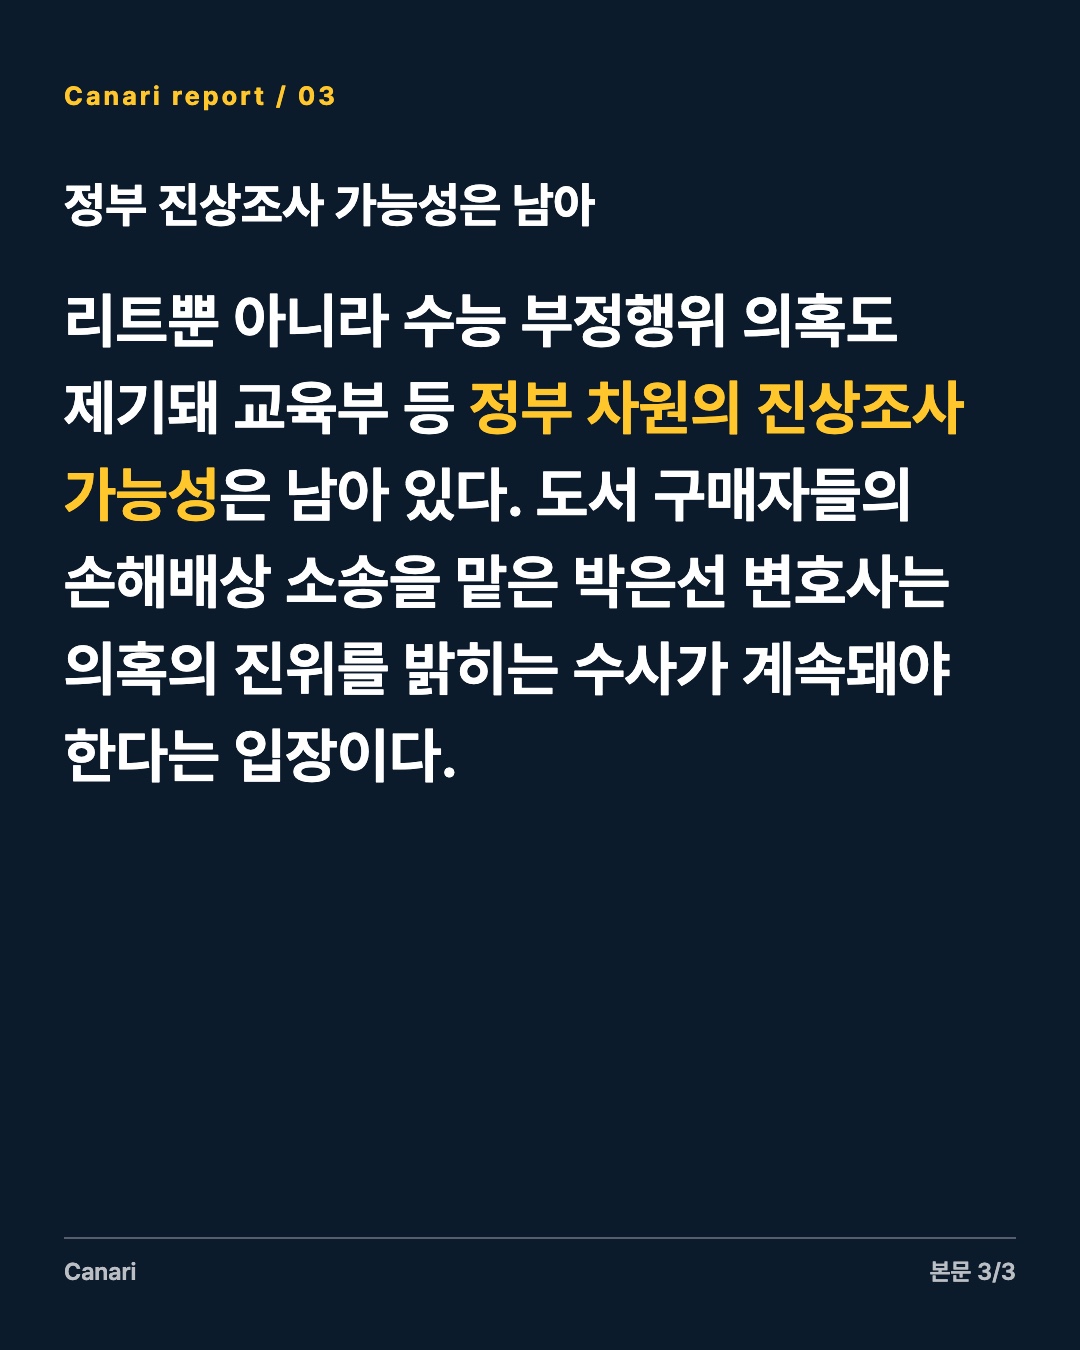 Canari report / 03
정부 진상조사 가능성은 남아
리트뿐 아니라 수능 부정행위 의혹도
제기돼 교육부 등 정부 차원의 진상조사
가능성은 남아 있다. 도서 구매자들의
손해배상 소송을 맡은 박은선 변호사는
의혹의 진위를 밝히는 수사가 계속돼야
한다는 입장이다.
Canari
본문 3/3